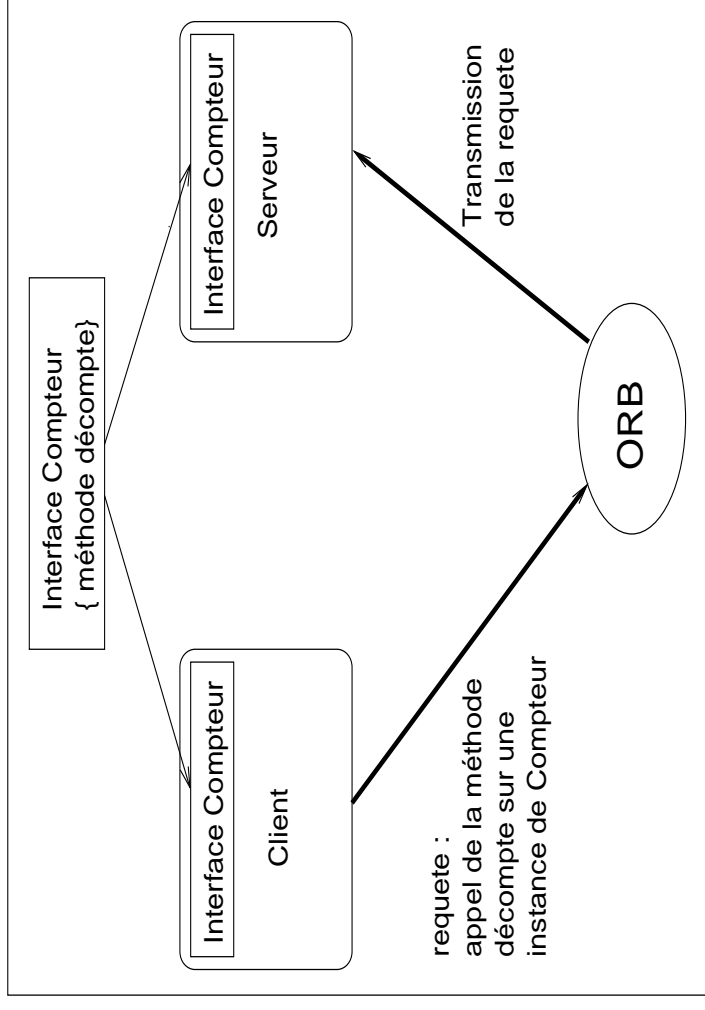 Interface Compteur
{ méthode décompte}
Interface Compteur
Client
Interface Compteur
Serveur
requete :
appel de la méthode
décompte sur une
instance de Compteur
Transmission
de la requete
ORB